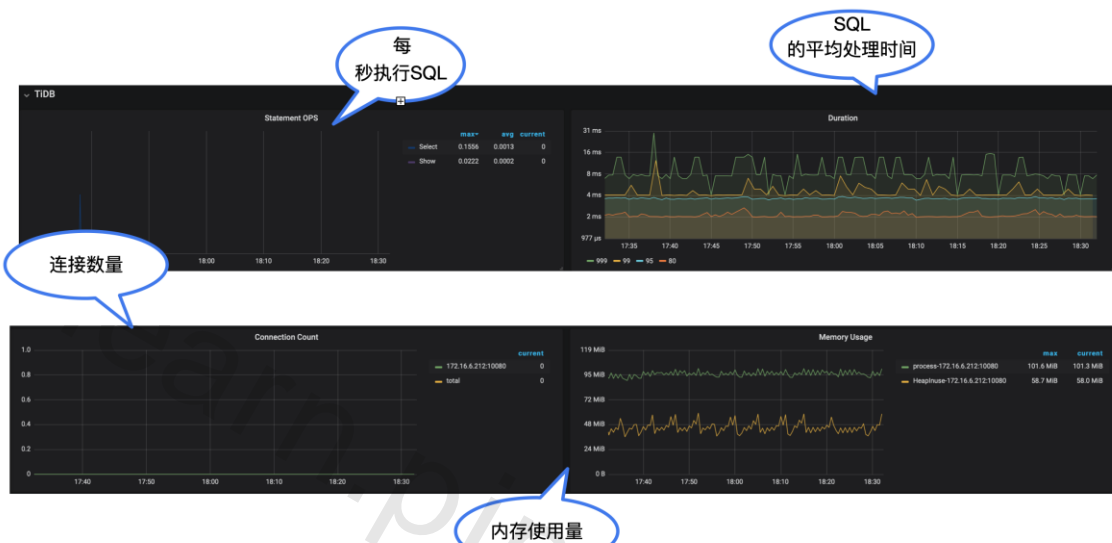 每
秒执行SQL
SQL
的平均处理时间
TiDB
Statement OPS
max avg current
Select 0.1556 0.0013 0
Show 0.0222 0.0002 0
18:00 18:10 18:20 18:30
Duration
31 ms
16 ms
8 ms
4 ms
2 ms
977 µs
17:35 17:40 17:45 17:50 17:55 18:00 18:05 18:10 18:15 18:20 18:25 18:30
999 99 95 80
连接数量
Connection Count
1.0
0.8
0.6
0.4
0.2
0
17:40 17:50 18:00 18:10 18:20 18:30
current
172.16.6.212:10080 0
total 0
Memory Usage
119 MiB
95 MiB
72 MiB
48 MiB
24 MiB
0 B
17:40 17:50 18:00 18:10 18:20 18:30
max current
process-172.16.6.212:10080 101.6 MiB 101.3 MiB
HeapInuse-172.16.6.212:10080 58.7 MiB 58.0 MiB
内存使用量